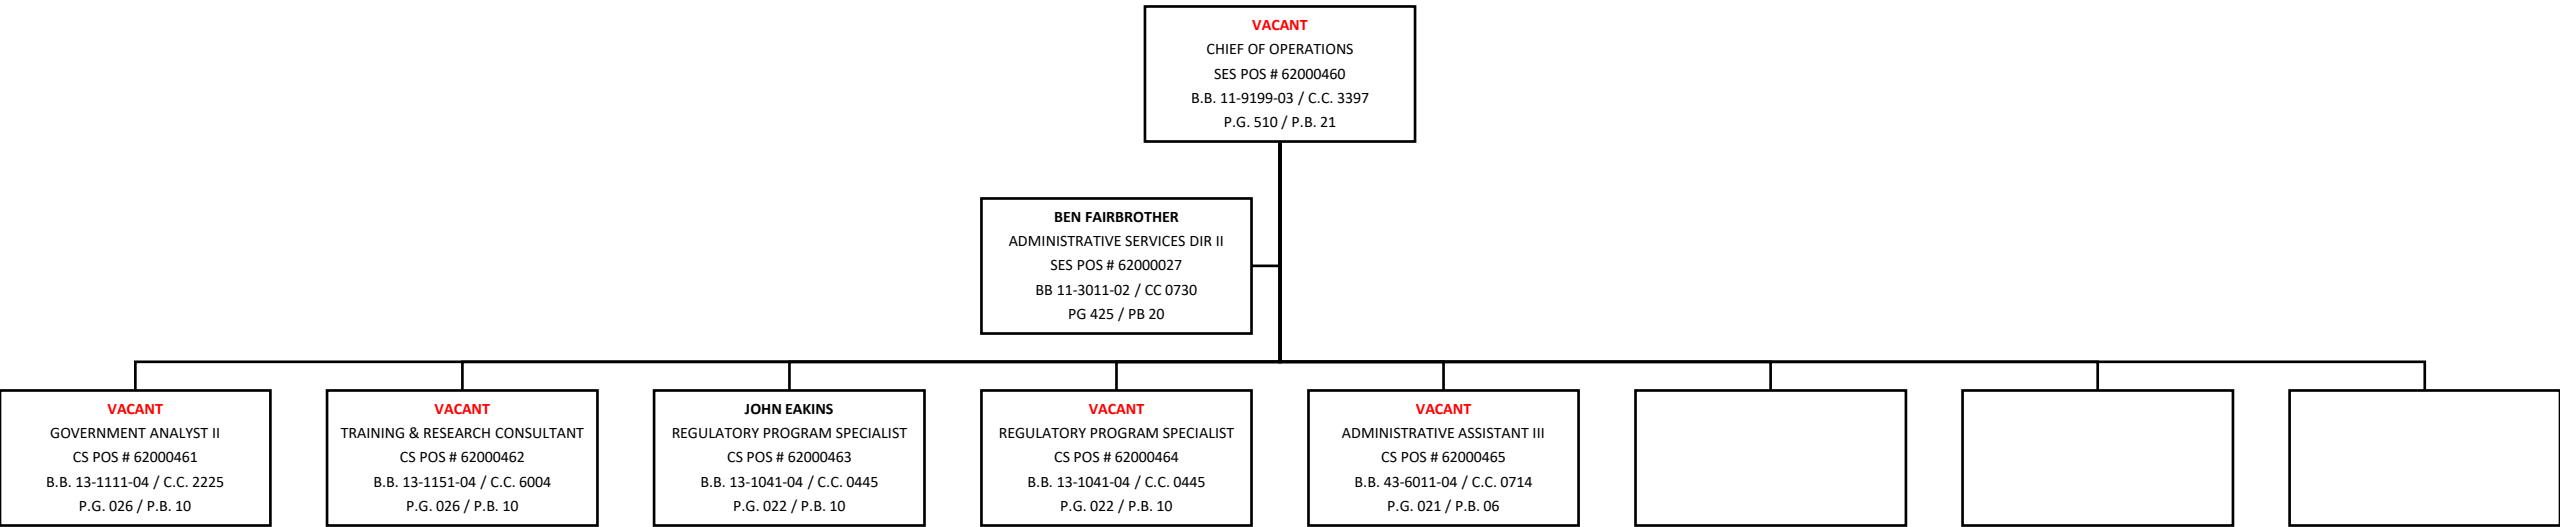 VACANT
CHIEF OF OPERATIONS
SES POS # 62000460
B.B. 11-9199-03 / C.C. 3397
P.G. 510 / P.B. 21
BEN FAIRBROTHER
ADMINISTRATIVE SERVICES DIR II
SES POS # 62000027
BB 11-3011-02 / CC 0730
PG 425 / PB 20
VACANT
GOVERNMENT ANALYST II
CS POS # 62000461
B.B. 13-1111-04 / C.C. 2225
P.G. 026 / P.B. 10
VACANT
TRAINING & RESEARCH CONSULTANT
CS POS # 62000462
B.B. 13-1151-04 / C.C. 6004
P.G. 026 / P.B. 10
JOHN EAKINS
REGULATORY PROGRAM SPECIALIST
CS POS # 62000463
B.B. 13-1041-04 / C.C. 0445
P.G. 022 / P.B. 10
VACANT
REGULATORY PROGRAM SPECIALIST
CS POS # 62000464
B.B. 13-1041-04 / C.C. 0445
P.G. 022 / P.B. 10
VACANT
ADMINISTRATIVE ASSISTANT III
CS POS # 62000465
B.B. 43-6011-04 / C.C. 0714
P.G. 021 / P.B. 06